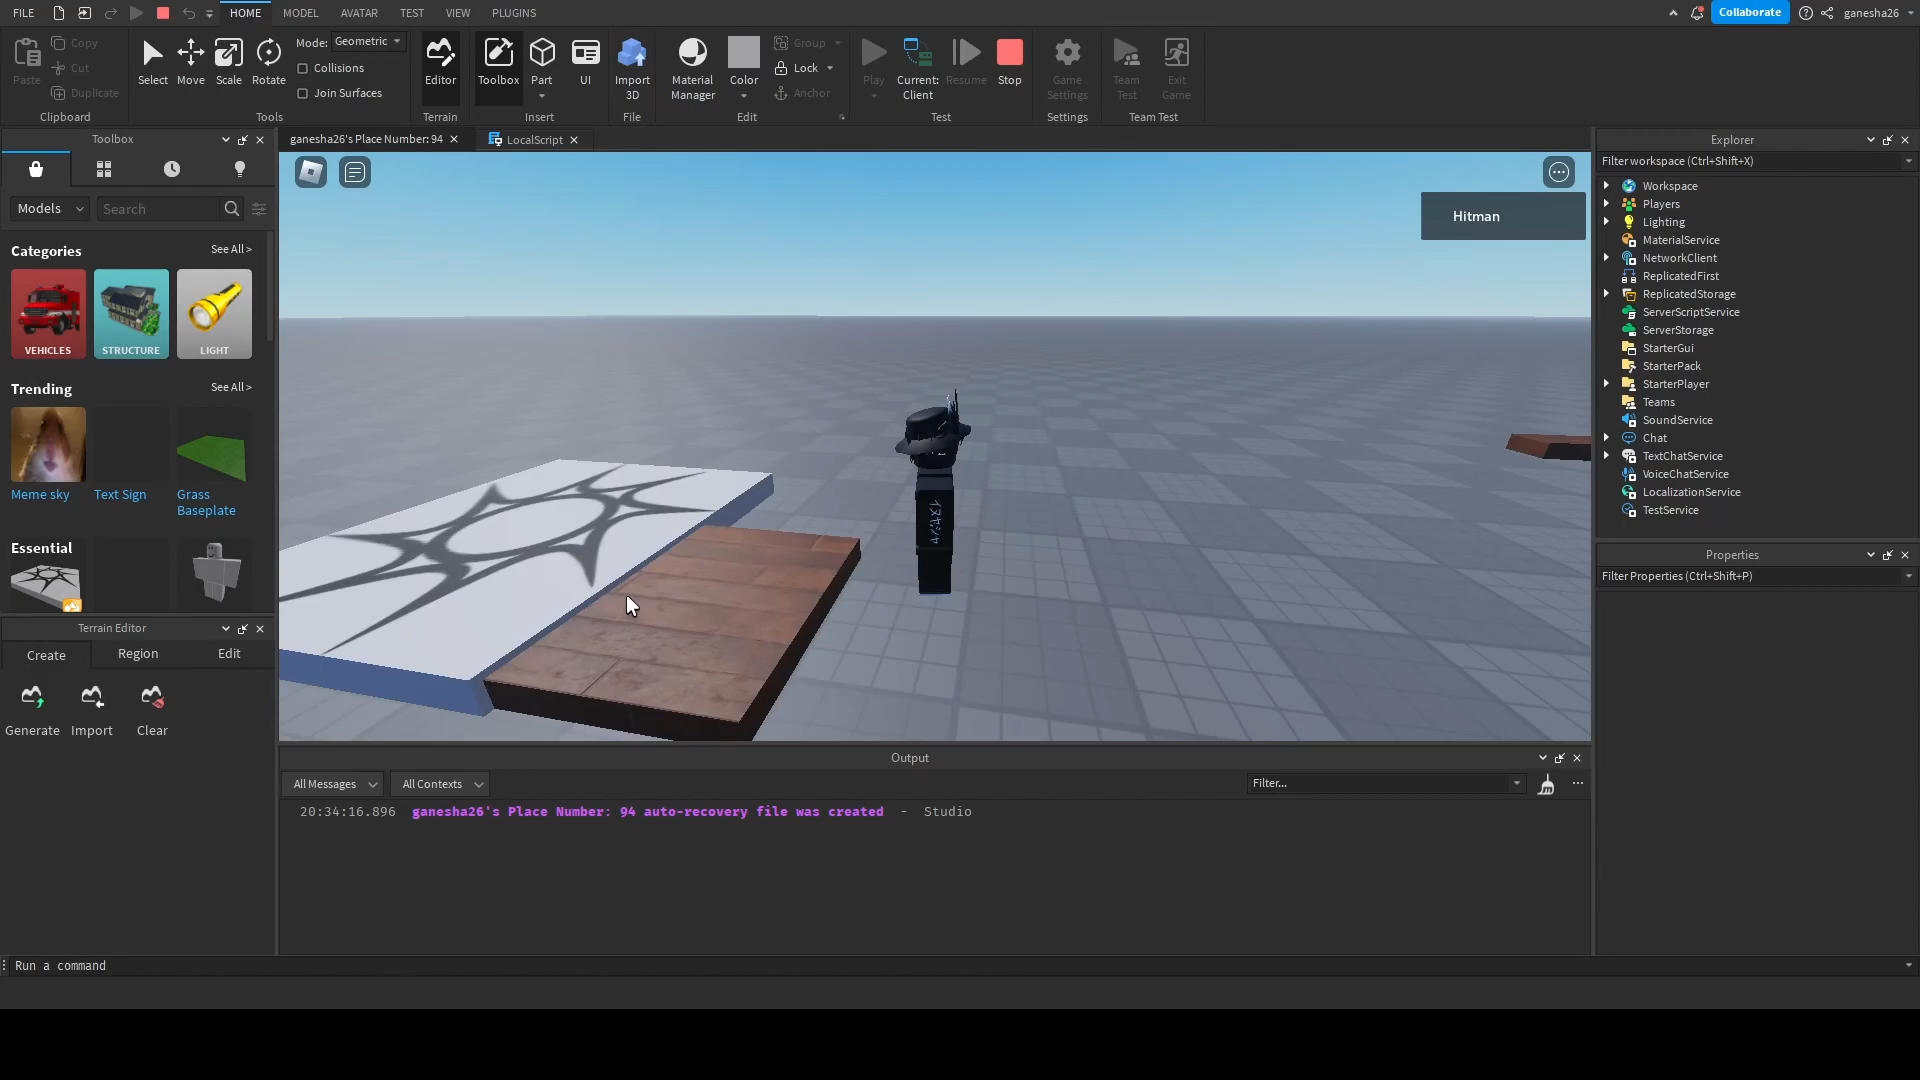 FILE
HOME
MODEL
AVATAR
TEST
VIEW
PLUGINS
Collaborate
ganesha26
Paste
Copy
Cut
Duplicate
Clipboard
Select
Move
Scale
Rotate
Mode: Geometric
Collisions
Join Surfaces
Tools
Editor
Terrain
Toolbox
Part
UI
Insert
Import
3D
File
Material
Manager
Color
Group
Lock
Anchor
Edit
Play
Current:
Client
Resume
Stop
Test
Game
Settings
Settings
Team
Test
Exit
Game
Team Test
Toolbox
Models
Search
Categories
See All >
VEHICLES
STRUCTURE
LIGHT
Trending
See All >
Meme sky
Text Sign
Grass
Baseplate
Essential
Terrain Editor
Create
Region
Edit
Generate
Import
Clear
ganesha26's Place Number: 94
LocalScript
Hitman
イヌセシャ
Output
All Messages
All Contexts
Filter...
20:34:16.896 ganesha26's Place Number: 94 auto-recovery file was created - Studio
Explorer
Filter workspace (Ctrl+Shift+X)
Workspace
Players
Lighting
MaterialService
NetworkClient
ReplicatedFirst
ReplicatedStorage
ServerScriptService
ServerStorage
StarterGui
StarterPack
StarterPlayer
Teams
SoundService
Chat
TextChatService
VoiceChatService
LocalizationService
TestService
Properties
Filter Properties (Ctrl+Shift+P)
Run a command